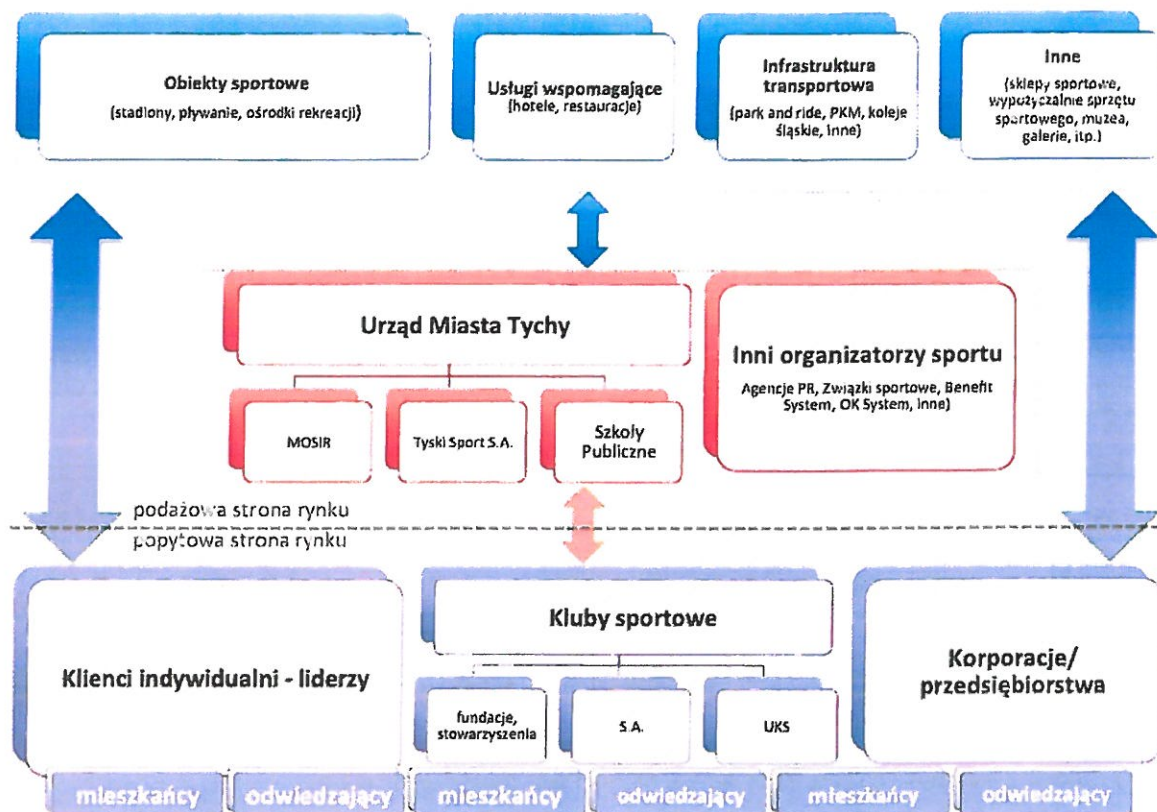 Obiekty sportowe
(stadiony, pływanie, ośrodki rekreacji)
Usługi wspomagające
(hotele, restauracje)
Infrastruktura
transportowa
(park and ride, PKM, koleje
śląskie, inne)
Inne
(sklepy sportowe,
wypożyczalnie sprzętu
sportowego, muzea,
galerie, itp.)
Urząd Miasta Tychy
MOSIR
Tyski Sport S.A.
Szkoły
Publiczne
Inni organizatorzy sportu
Agencje PR, Związki sportowe, Benefit
System, OK System, inne)
podażowa strona rynku
popytowa strona rynku
Klienci indywidualni - liderzy
Kluby sportowe
fundacje,
stowarzyszenia
S.A.
UKS
Korporacje/
przedsiębiorstwa
mieszkańcy
odwiedzający
mieszkańcy
odwiedzający
mieszkańcy
odwiedzający